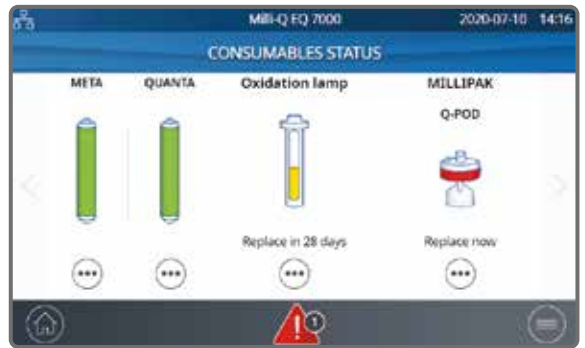 Milli-Q EQ 7000 2020-07-10 14:16
CONSUMABLES STATUS
META QUANTA Oxidation lamp MILLIPAK
Q-POD
Replace in 28 days Replace now
1